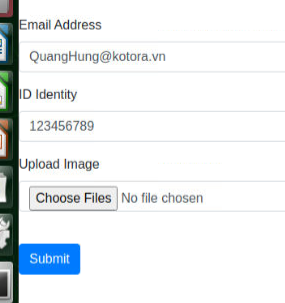 Email Address
QuangHung@kotora.vn
ID Identity
123456789
Upload Image
Choose Files No file chosen
Submit